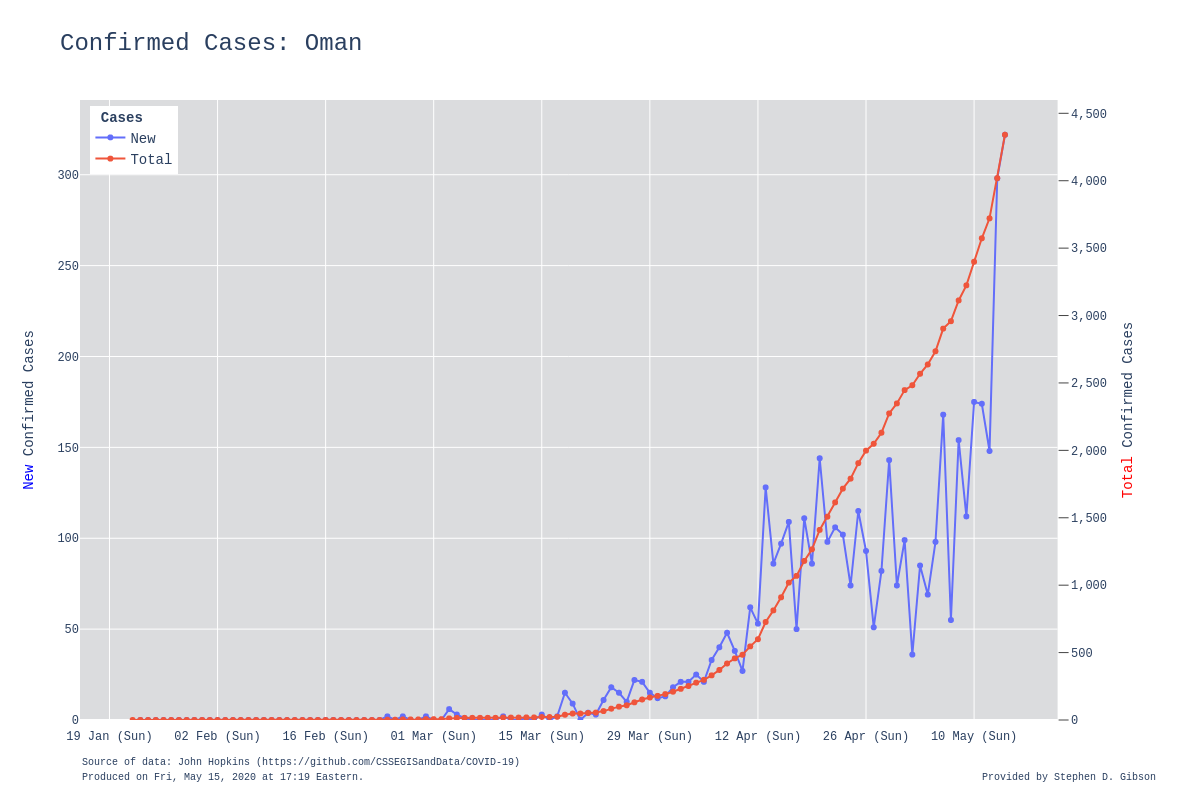 Confirmed Cases: Oman
Cases
New
Total
300
250
200
150
100
50
0
New Confirmed Cases
4,500
4,000
3,500
3,000
2,500
2,000
1,500
1,000
500
0
Total Confirmed Cases
19 Jan (Sun) 02 Feb (Sun) 16 Feb (Sun) 01 Mar (Sun) 15 Mar (Sun) 29 Mar (Sun) 12 Apr (Sun) 26 Apr (Sun) 10 May (Sun)
Source of data: John Hopkins (https://github.com/CSSEGISandData/COVID-19)
Produced on Fri, May 15, 2020 at 17:19 Eastern.
Provided by Stephen D. Gibson